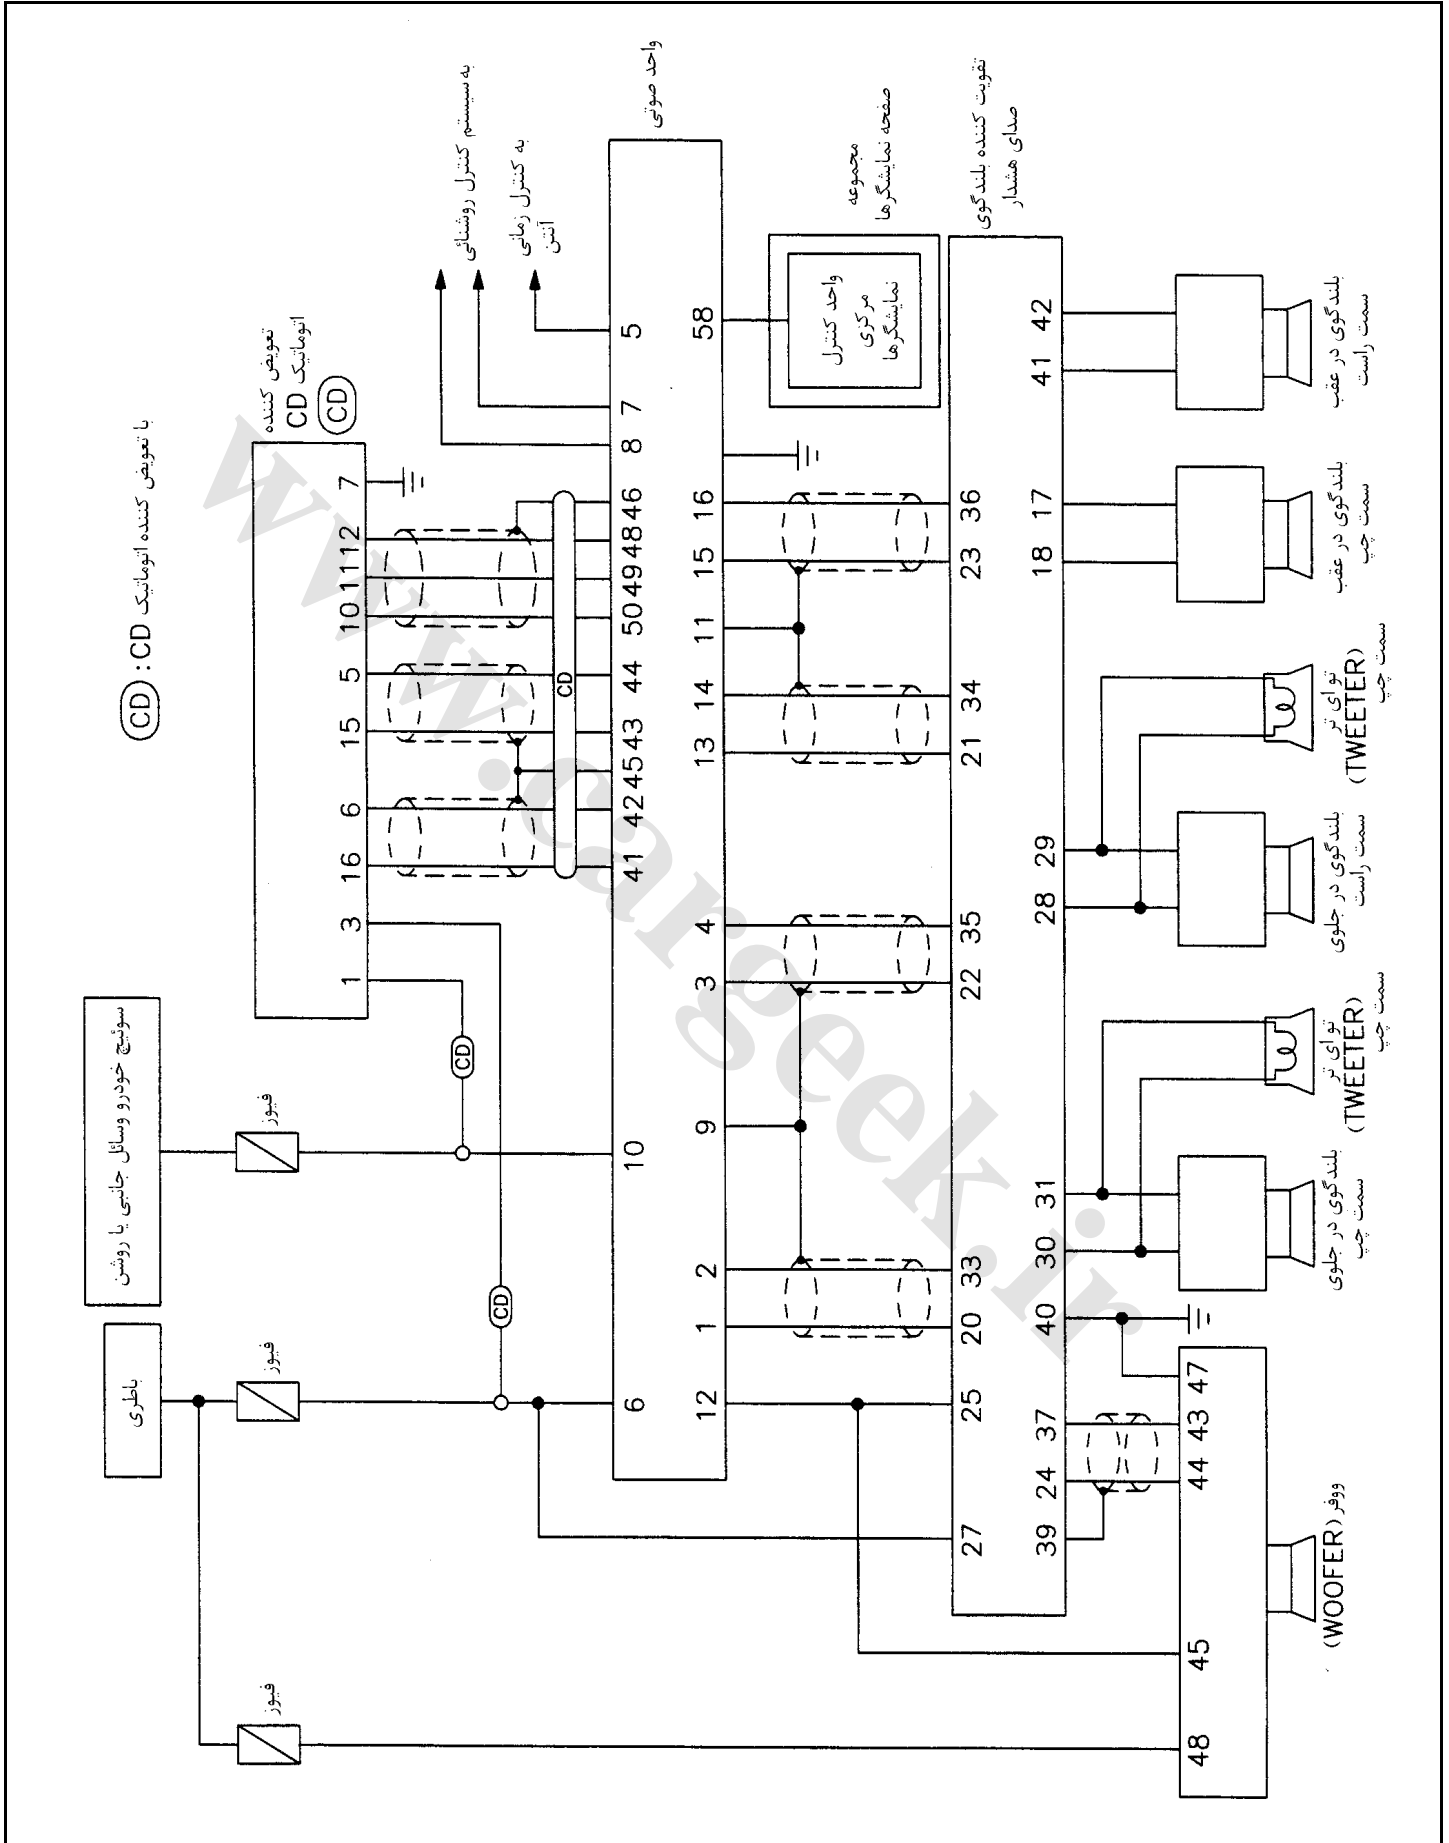 باطری
سوئیچ خودرو وسائل جانبی یا روشن
فیوز
فیوز
فیوز
CD : با تعویض کننده اتوماتیک CD
تعویض کننده
اتوماتیک CD
CD
1
3
16
6
15
5
10
11
12
7
CD
CD
CD
به سیستم کنترل روشنائی
به کنترل زمانی
آنتن
واحد صوتی
6
10
41
42
45
43
44
50
49
48
46
8
7
5
12
1
2
9
3
4
13
14
11
15
16
58
مجموعه
صفحه نمایشگرها
واحد کنترل
مرکزی
نمایشگرها
تقویت کننده بلندگوی
صدای هشدار
27
25
20
33
22
35
21
34
23
36
39
24
37
40
30
31
28
29
18
17
41
42
48
45
44
43
47
ووفر (WOOFER)
بلندگوی در جلوی
سمت چپ
توای تر
(TWEETER)
سمت چپ
بلندگوی در جلوی
سمت راست
توای تر
(TWEETER)
سمت چپ
بلندگوی در عقب
سمت چپ
بلندگوی در عقب
سمت راست
www.cargeek.ir